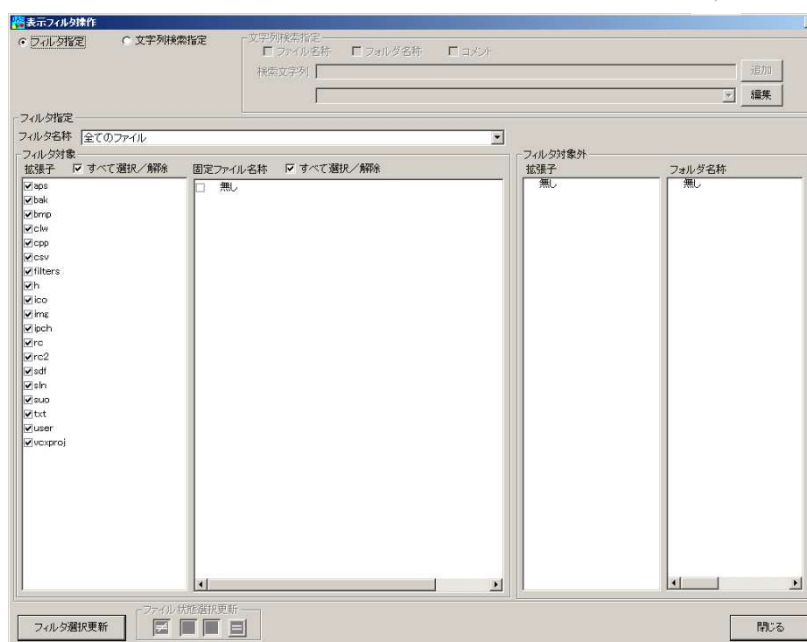 表示フィルタ操作
フィルタ指定 文字列検索指定
文字列検索指定
ファイル名称 フォルダ名称 コメント
検索文字列 追加
編集
フィルタ指定
フィルタ名称 全てのファイル
フィルタ対象 フィルタ対象外
拡張子 すべて選択/解除 固定ファイル名称 すべて選択/解除 拡張子 フォルダ名称
aps 無し 無し 無し
bak
bmp
clw
cpp
csv
filters
h
ico
img
ipch
rc
rc2
sdf
sln
suo
txt
user
vcxproj
ファイル状態選択更新
フィルタ選択更新 閉じる